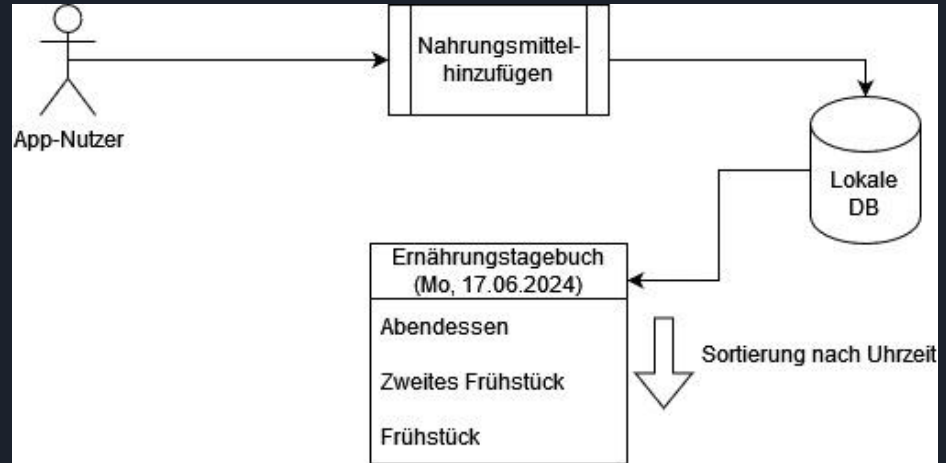 Nahrungsmittel-
hinzufügen
App-Nutzer
Lokale
DB
Ernährungstagebuch
(Mo, 17.06.2024)
Abendessen
Sortierung nach Uhrzeit
Zweites Frühstück
Frühstück